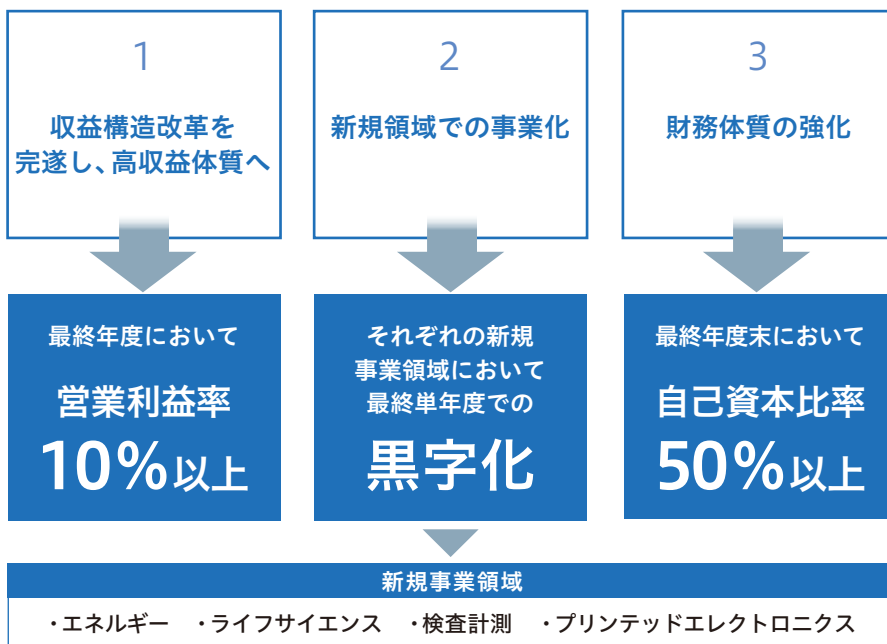 1
収益構造改革を
完遂し、高収益体質へ
最終年度において
営業利益率
10%以上
2
新規領域での事業化
それぞれの新規
事業領域において
最終単年度での
黒字化
3
財務体質の強化
最終年度末において
自己資本比率
50%以上
新規事業領域
・エネルギー ・ライフサイエンス ・検査計測 ・プリンテッドエレクトロニクス